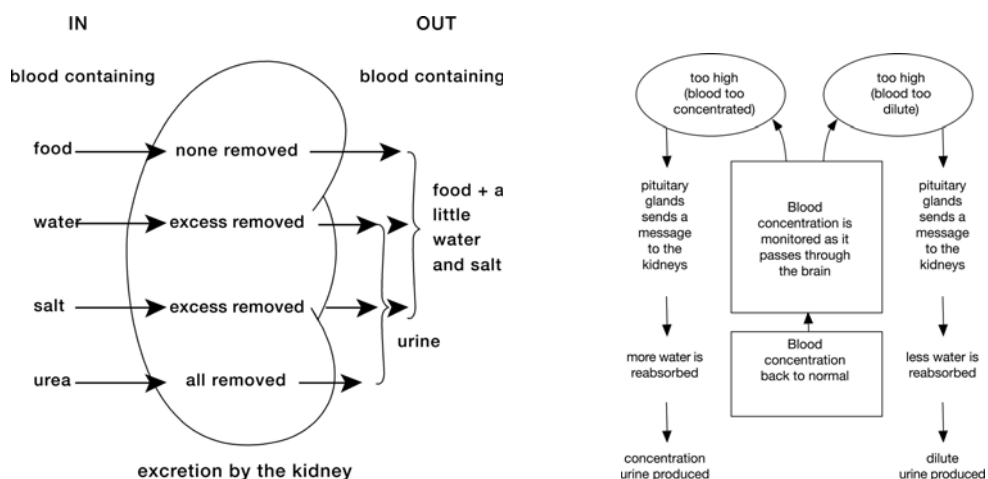 IN
OUT
blood containing
blood containing
food
none removed
water
excess removed
salt
excess removed
urea
all removed
food + a
little
water
and salt
urine
excretion by the kidney
too high
(blood too
concentrated)
too high
(blood too
dilute)
pituitary
glands
sends a
message
to the
kidneys
Blood
concentration is
monitored as it
passes through
the brain
pituitary
glands
sends a
message
to the
kidneys
more water is
reabsorbed
Blood
concentration
back to normal
less water is
reabsorbed
concentration
urine produced
dilute
urine produced